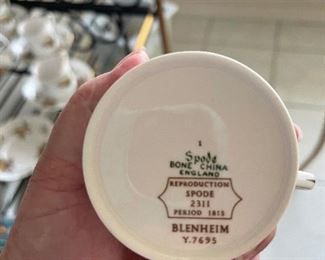 1
Spode
BONE CHINA
ENGLAND
REPRODUCTION
SPODE
2311
PERIOD 1815
BLENHEIM
Y.7695